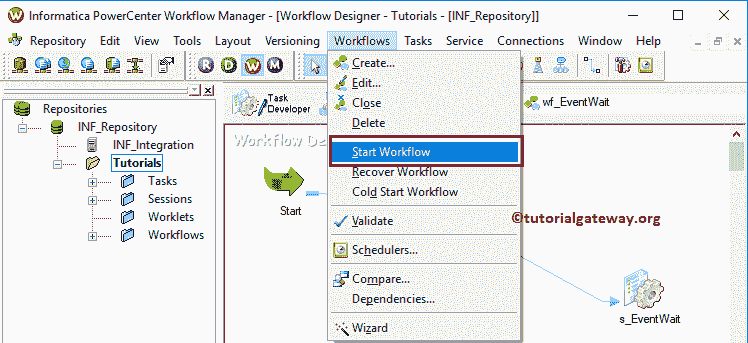 Informatica PowerCenter Workflow Manager - [Workflow Designer - Tutorials - [INF_Repository]]
Repository Edit View Tools Layout Versioning Workflows Tasks Service Connections Window Help
R D W M
Repositories
INF_Repository
INF_Integration
Tutorials
Tasks
Sessions
Worklets
Workflows
Task
Developer
wf_EventWait
Workflow De
Start
Create...
Edit...
Close
Delete
Start Workflow
Recover Workflow
Cold Start Workflow
Validate
Schedulers...
Compare...
Dependencies...
Wizard
©tutorialgateway.org
s_EventWait